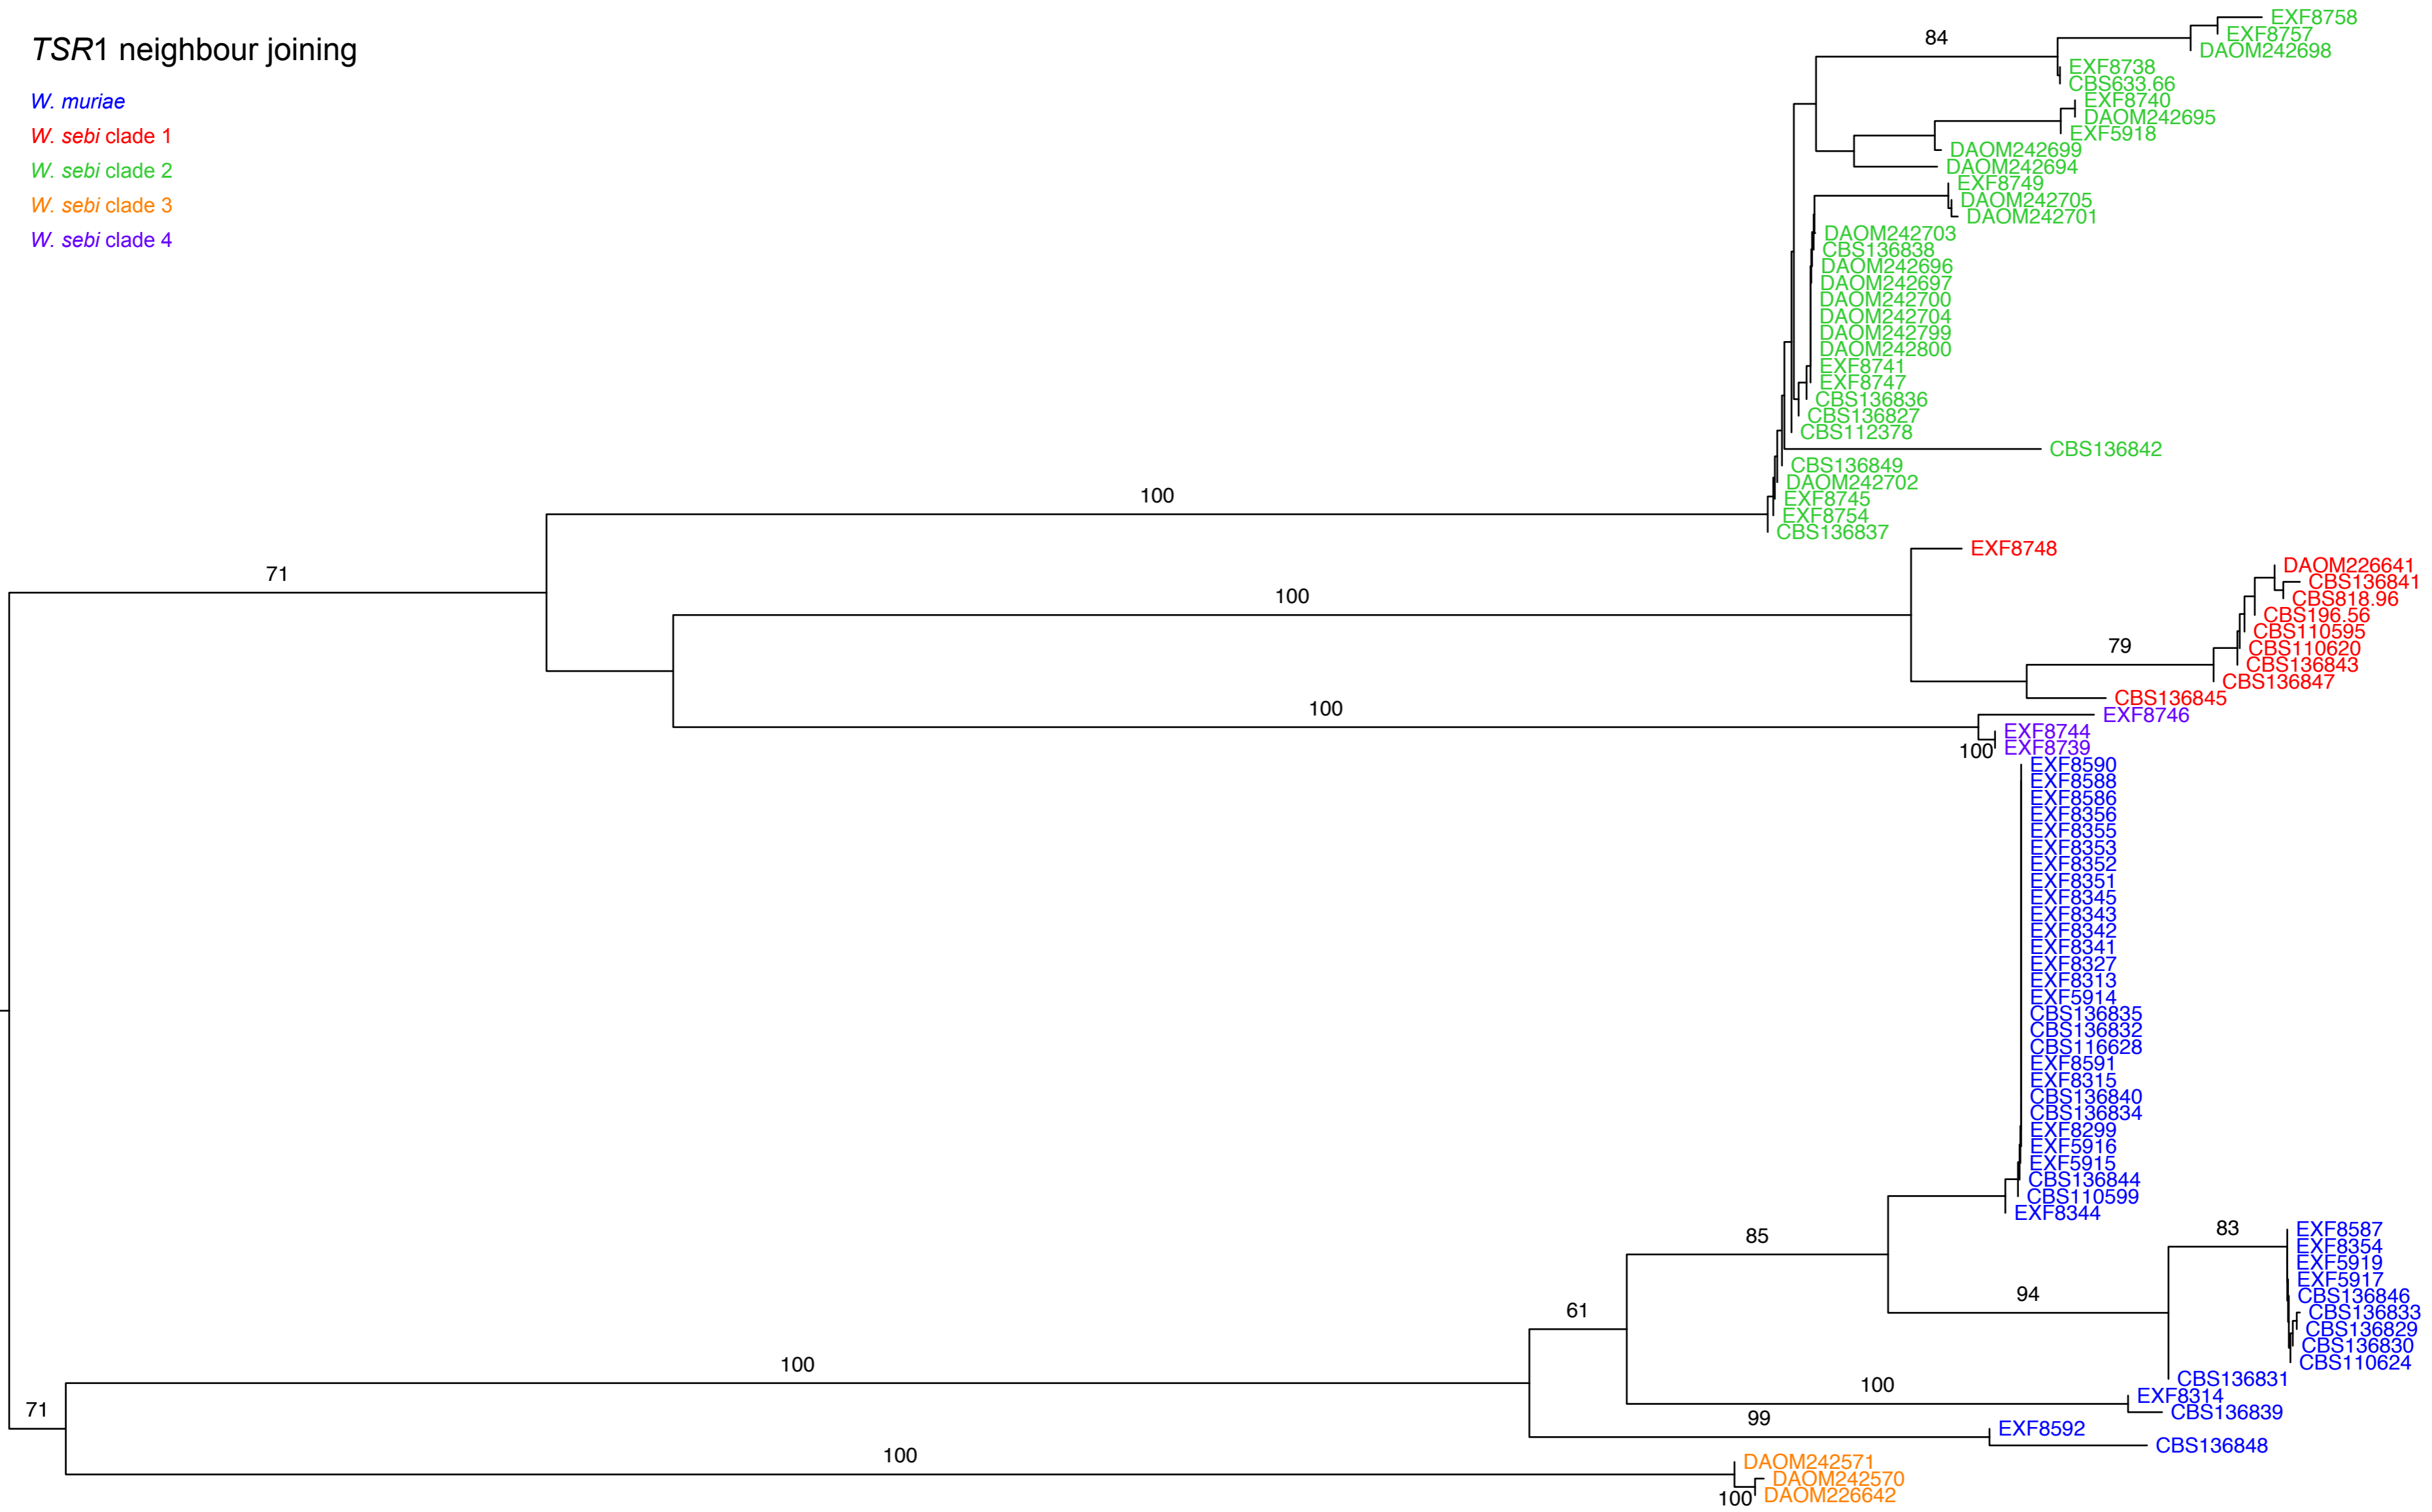 TSR1 neighbour joining
W. muriae
W. sebi clade 1
W. sebi clade 2
W. sebi clade 3
W. sebi clade 4
EXF8758
84
EXF8757
DAOM242698
EXF8738
CBS633.66
EXF8740
DAOM242695
EXF5918
DAOM242699
DAOM242694
EXF8749
DAOM242705
DAOM242701
DAOM242703
CBS136838
DAOM242696
DAOM242697
DAOM242700
DAOM242704
DAOM242799
DAOM242800
EXF8741
EXF8747
CBS136836
CBS136827
CBS112378
CBS136842
CBS136849
DAOM242702
100
EXF8745
EXF8754
CBS136837
EXF8748
DAOM226641
71
CBS136841
100
CBS818.96
CBS196.56
CBS110595
79
CBS110620
CBS136843
CBS136847
CBS136845
100
EXF8746
EXF8744
100
EXF8739
EXF8590
EXF8588
EXF8586
EXF8356
EXF8355
EXF8353
EXF8352
EXF8351
EXF8345
EXF8343
EXF8342
EXF8341
EXF8327
EXF8313
EXF5914
CBS136835
CBS136832
CBS116628
EXF8591
EXF8315
CBS136840
CBS136834
EXF8299
EXF5916
EXF5915
CBS136844
CBS110599
EXF8344
83
EXF8587
85
EXF8354
EXF5919
EXF5917
94
CBS136846
61
CBS136833
CBS136829
CBS136830
100
CBS110624
CBS136831
100
EXF8314
71
CBS136839
99
EXF8592
CBS136848
100
DAOM242571
DAOM242570
100
DAOM226642